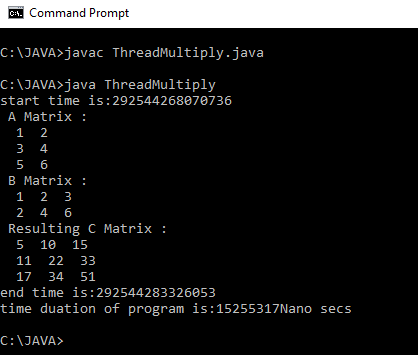 Command Prompt
C:\JAVA>javac ThreadMultiply.java
C:\JAVA>java ThreadMultiply
start time is:292544268070736
A Matrix :
1 2
3 4
5 6
B Matrix :
1 2 3
2 4 6
Resulting C Matrix :
5 10 15
11 22 33
17 34 51
end time is:292544283326053
time duation of program is:15255317Nano secs
C:\JAVA>